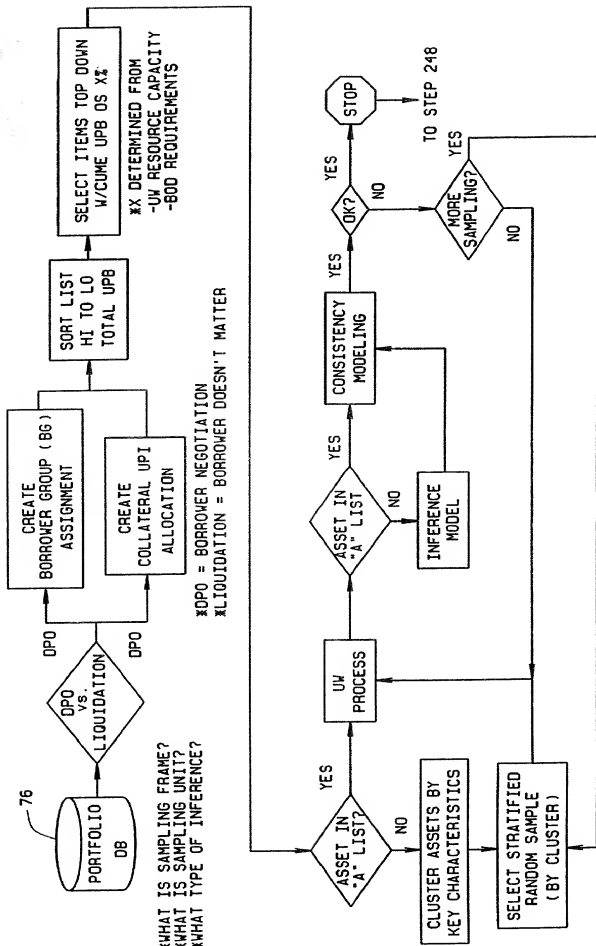 76
PORTFOLIO
DB
*WHAT IS SAMPLING FRAME?
*WHAT IS SAMPLING UNIT?
*WHAT TYPE OF INFERENCE?
DPO
vs.
LIQUIDATION
DPO
DPO
CREATE
BORROWER GROUP (BG)
ASSIGNMENT
CREATE
COLLATERAL UPI
ALLOCATION
*DPO = BORROWER NEGOTIATION
*LIQUIDATION = BORROWER DOESN'T MATTER
SORT LIST
HI TO LO
TOTAL UPB
SELECT ITEMS TOP DOWN
W/CUME UPB OS X%
*X DETERMINED FROM
-UW RESOURCE CAPACITY
-BOD REQUIREMENTS
ASSET IN
"A" LIST?
YES
NO
CLUSTER ASSETS BY
KEY CHARACTERISTICS
SELECT STRATIFIED
RANDOM SAMPLE
(BY CLUSTER)
UW
PROCESS
ASSET IN
"A" LIST
YES
NO
INFERENCE
MODEL
CONSISTENCY
MODELING
YES
OK?
YES
NO
STOP
TO STEP 248
MORE
SAMPLING?
YES
NO